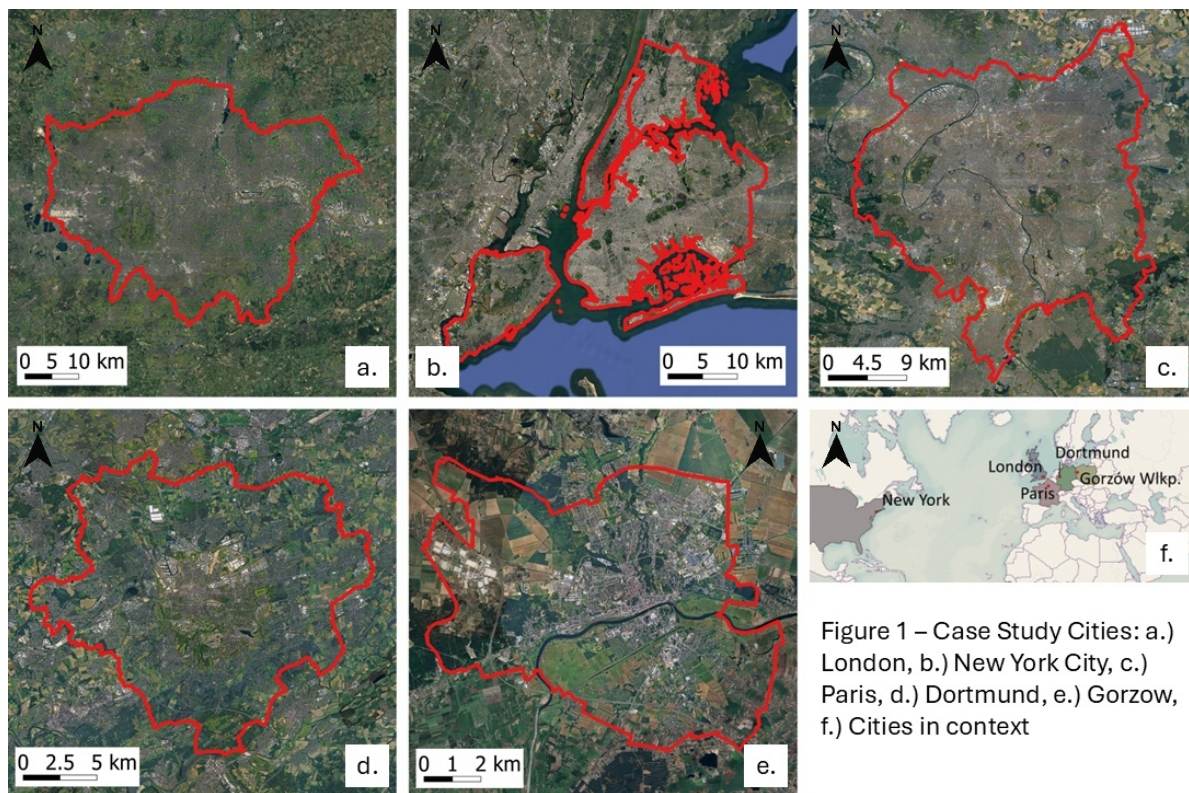 N
N
N
0 5 10 km
a.
b.
0 5 10 km
0 4.5 9 km
c.
N
N
N
Dortmund
London
Gorzów Wlkp.
Paris
New York
f.
0 2.5 5 km
d.
0 1 2 km
e.
Figure 1 – Case Study Cities: a.)
London, b.) New York City, c.)
Paris, d.) Dortmund, e.) Gorzow,
f.) Cities in context